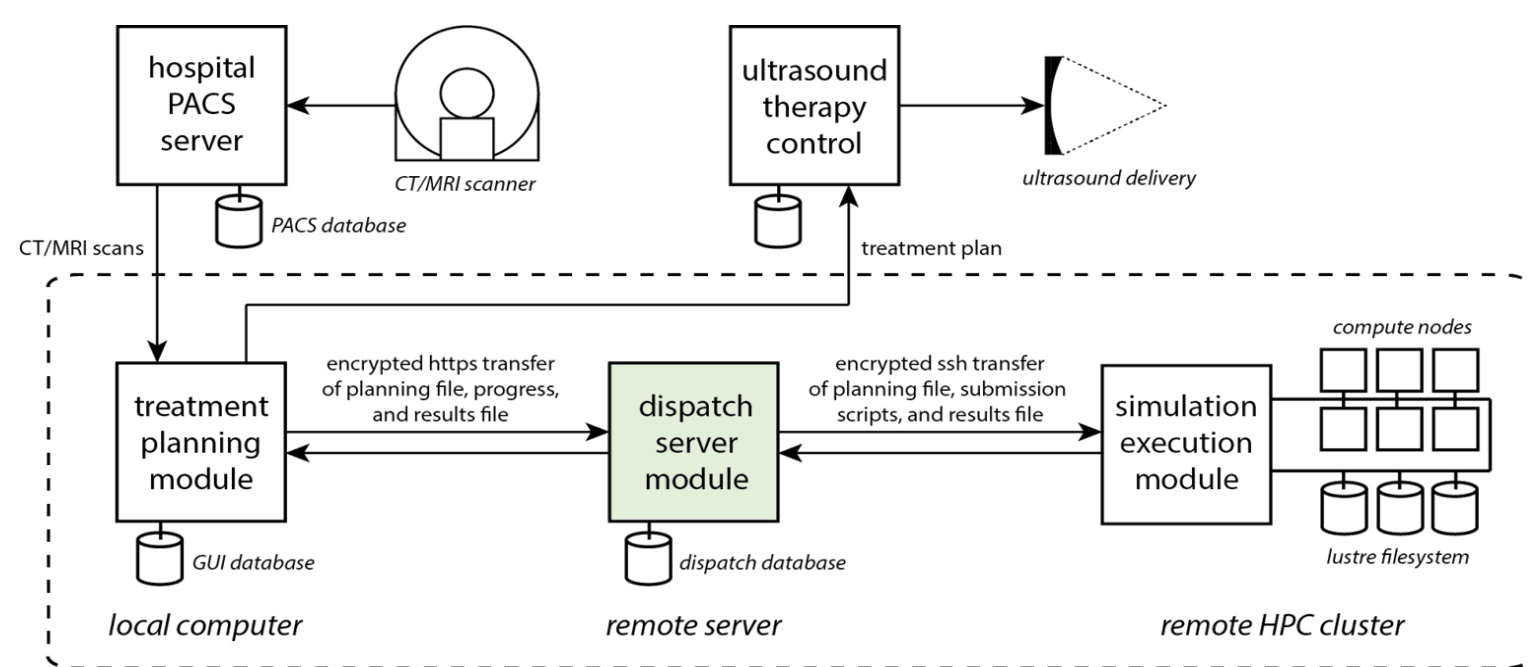 hospital
PACS
server
CT/MRI scanner
PACS database
CT/MRI scans
ultrasound
therapy
control
ultrasound delivery
treatment plan
treatment
planning
module
GUI database
local computer
encrypted https transfer
of planning file, progress,
and results file
dispatch
server
module
dispatch database
remote server
encrypted ssh transfer
of planning file, submission
scripts, and results file
simulation
execution
module
compute nodes
lustre filesystem
remote HPC cluster